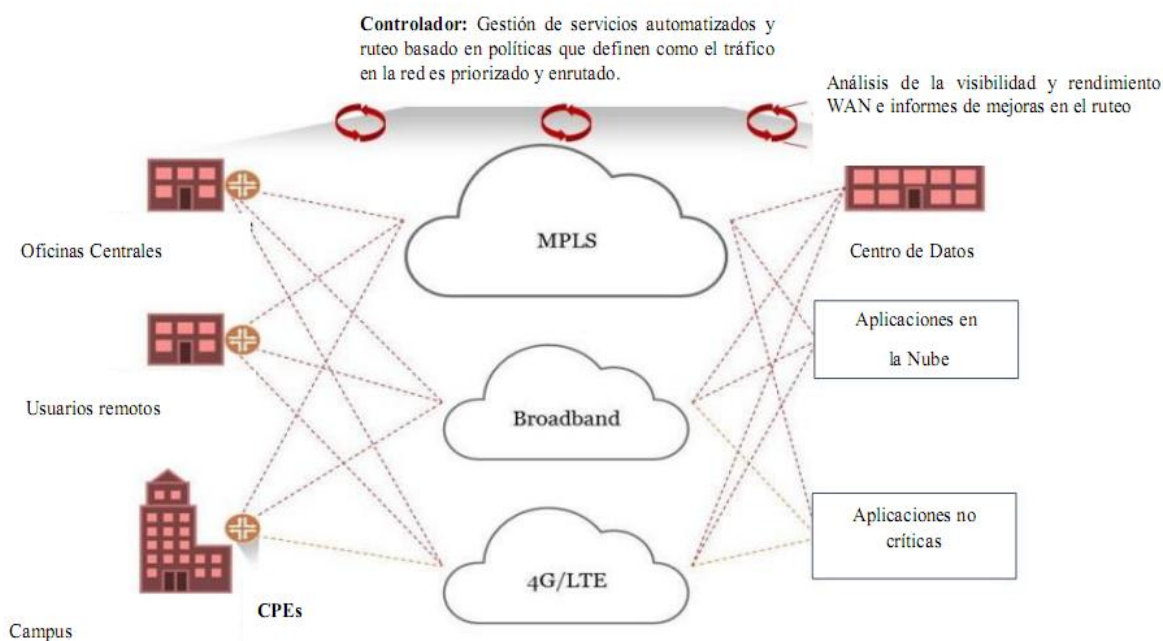 Controlador: Gestión de servicios automatizados y
ruteo basado en políticas que definen como el tráfico
en la red es priorizado y enrutado.
Análisis de la visibilidad y rendimiento
WAN e informes de mejoras en el ruteo
Oficinas Centrales
MPLS
Centro de Datos
Aplicaciones en
la Nube
Usuarios remotos
Broadband
Aplicaciones no
críticas
4G/LTE
CPEs
Campus